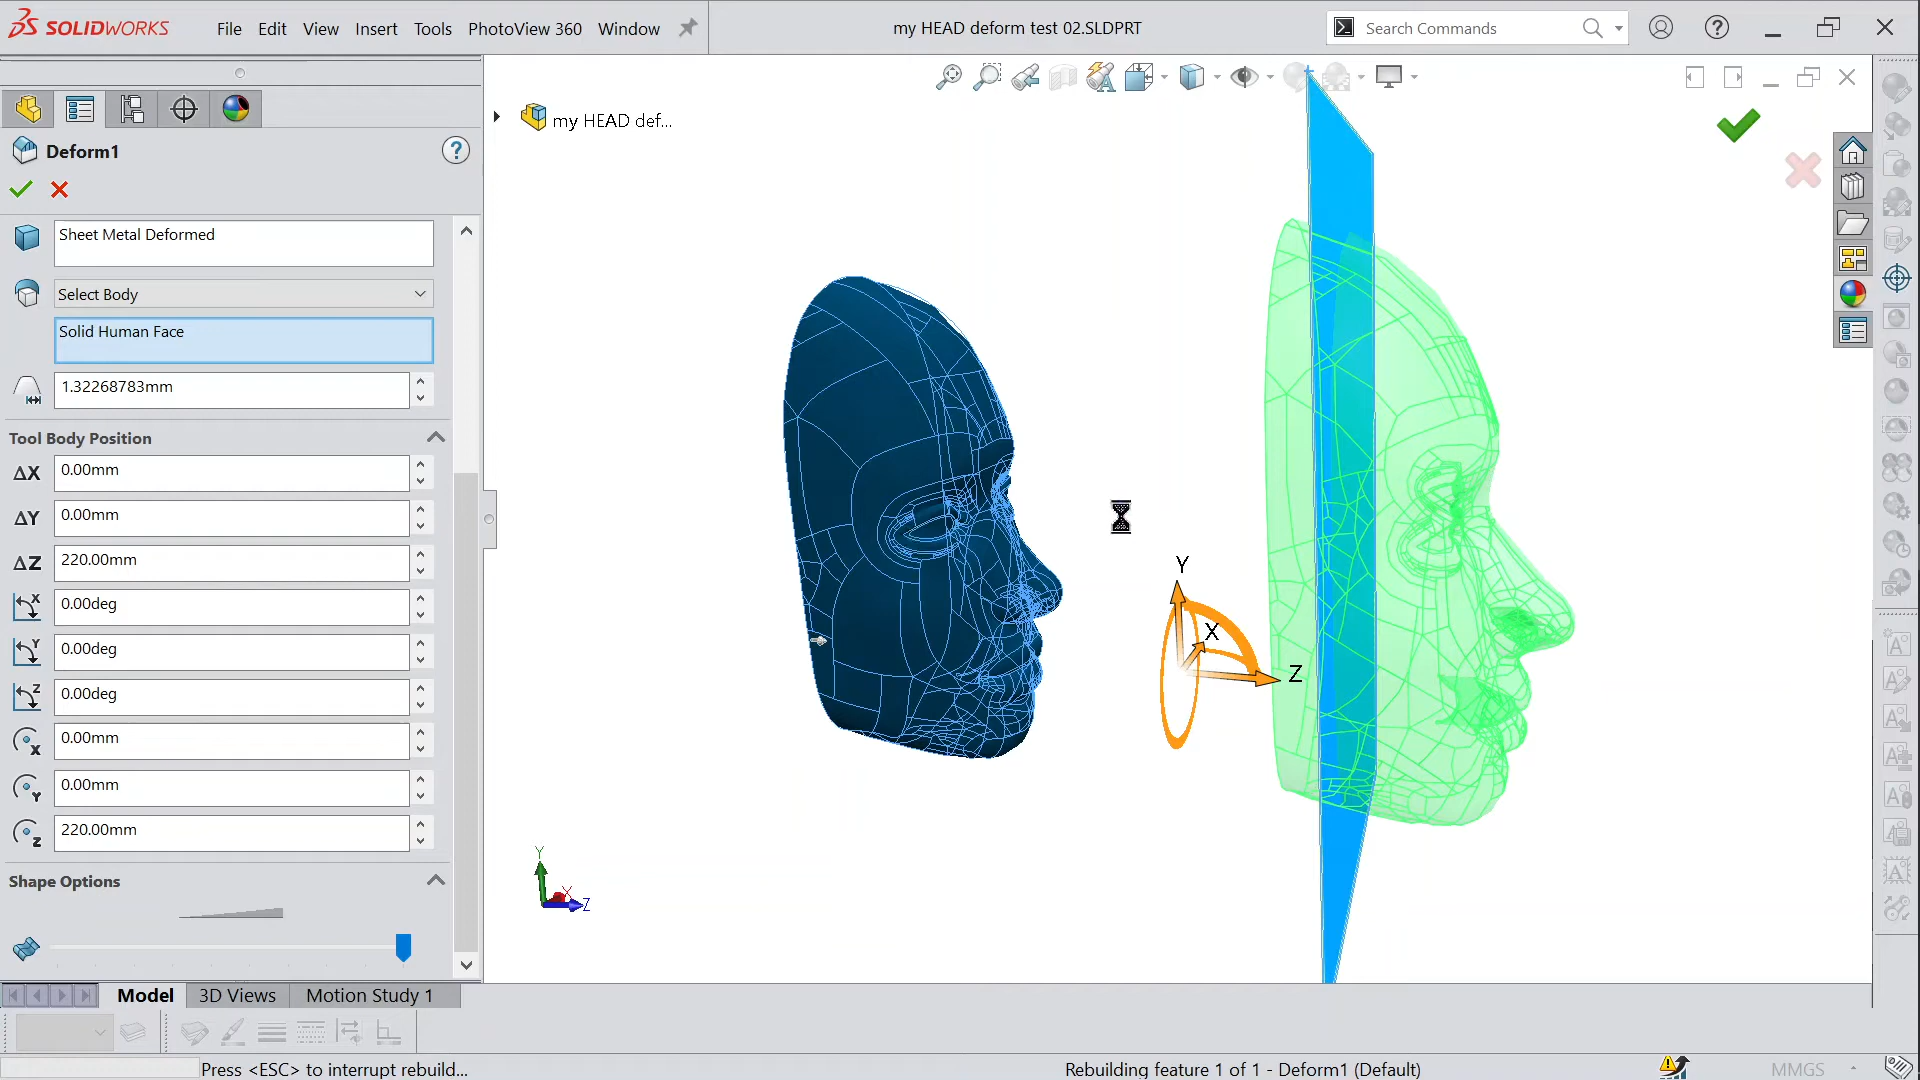 SOLIDWORKS
File Edit View Insert Tools PhotoView 360 Window
my HEAD deform test 02.SLDPRT
Search Commands
my HEAD def...
Deform1
Sheet Metal Deformed
Select Body
Solid Human Face
1.32268783mm
Tool Body Position
ΔX 0.00mm
ΔY 0.00mm
ΔZ 220.00mm
X 0.00deg
Y 0.00deg
Z 0.00deg
X 0.00mm
Y 0.00mm
Z 220.00mm
Shape Options
Y
X
Z
Y
X
Z
Model 3D Views Motion Study 1
Press <ESC> to interrupt rebuild...
Rebuilding feature 1 of 1 - Deform1 (Default)
MMGS